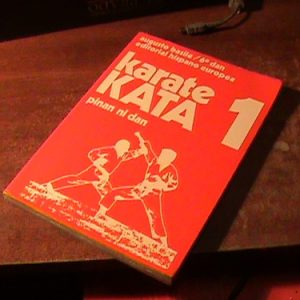 augusto basile / 6º dan
editorial hispano europea
karate
KATA 1
pinan ni dan